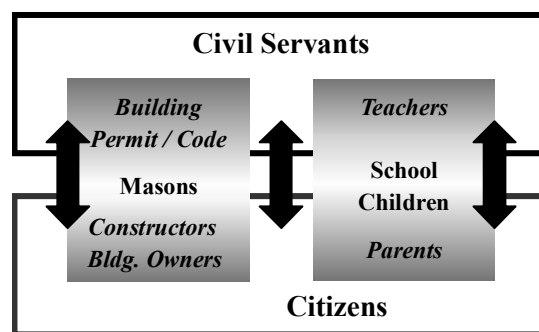 Civil Servants
Building
Permit / Code
Masons
Constructors
Bldg. Owners
Teachers
School
Children
Parents
Citizens